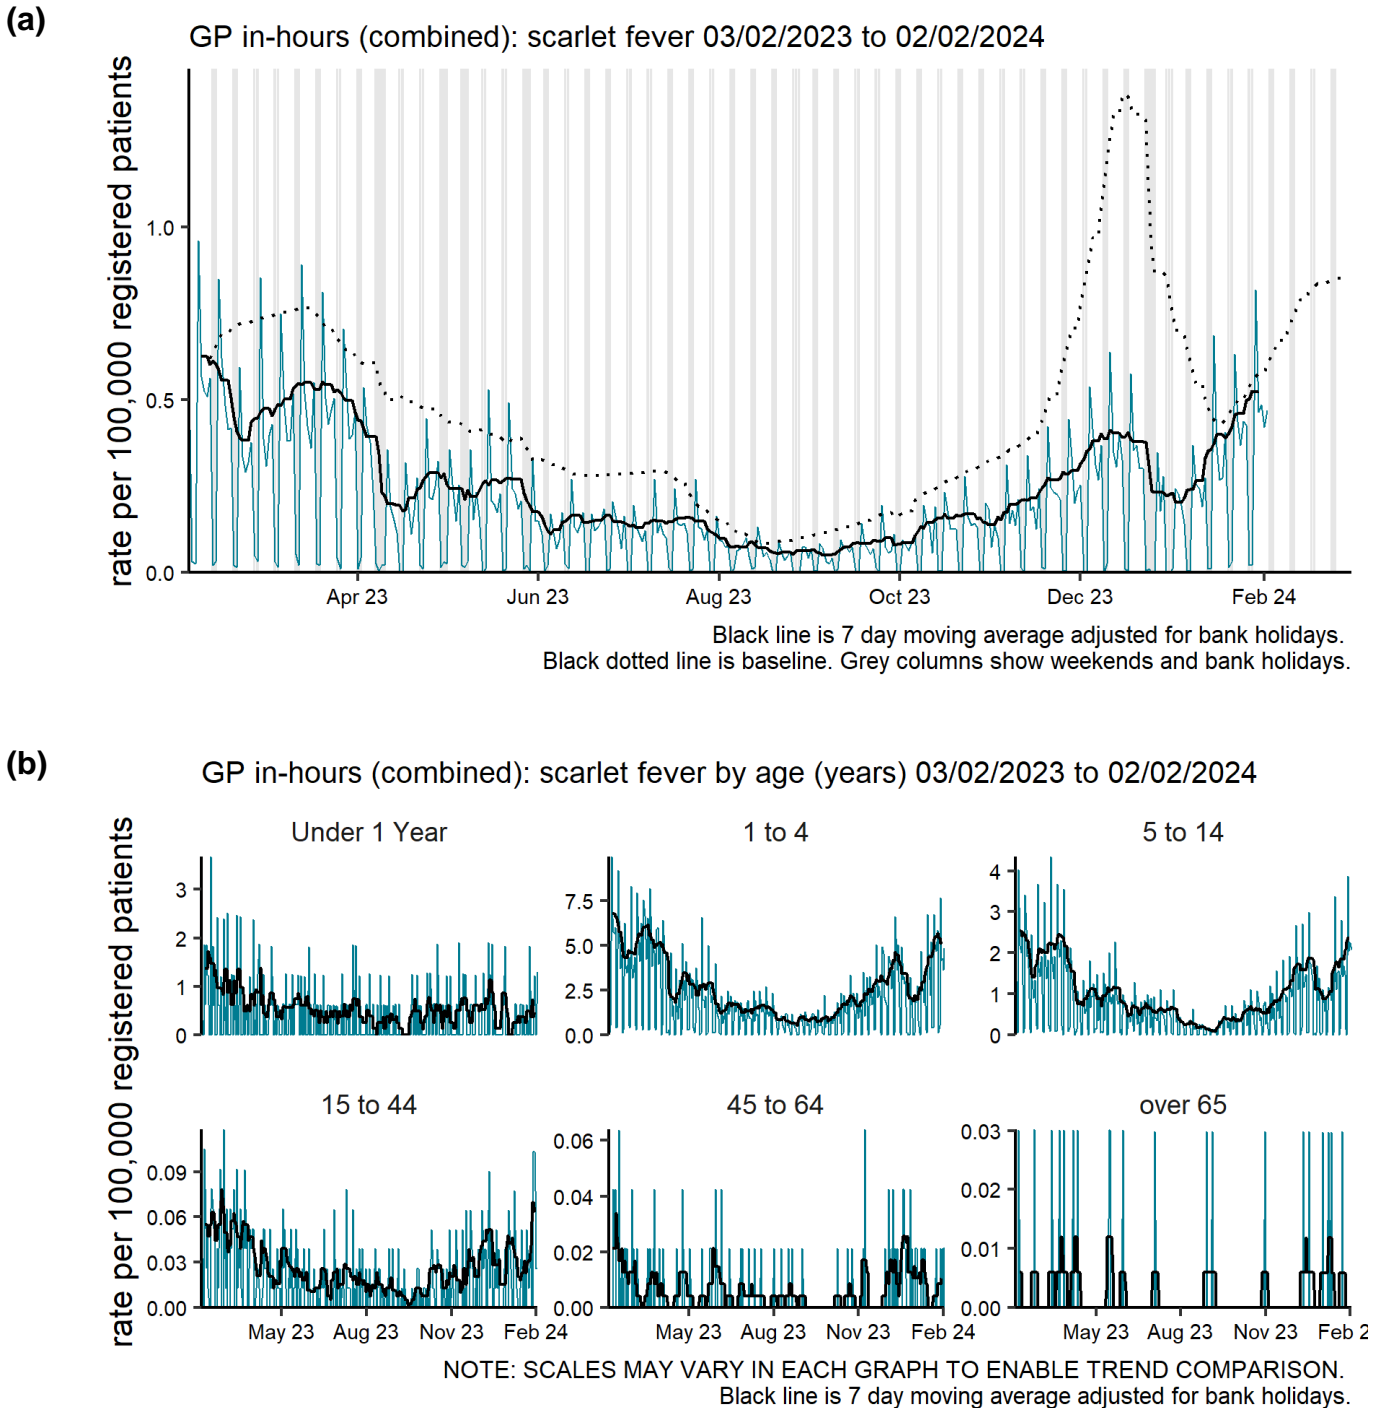 (a)
GP in-hours (combined): scarlet fever 03/02/2023 to 02/02/2024
rate per 100,000 registered patients
1.0
0.5
0.0
Apr 23 Jun 23 Aug 23 Oct 23 Dec 23 Feb 24
Black line is 7 day moving average adjusted for bank holidays.
Black dotted line is baseline. Grey columns show weekends and bank holidays.
(b)
GP in-hours (combined): scarlet fever by age (years) 03/02/2023 to 02/02/2024
rate per 100,000 registered patients
Under 1 Year
3
2
1
0
1 to 4
7.5
5.0
2.5
0.0
5 to 14
4
3
2
1
0
15 to 44
0.09
0.06
0.03
0.00
May 23 Aug 23 Nov 23 Feb 24
45 to 64
0.06
0.04
0.02
0.00
May 23 Aug 23 Nov 23 Feb 24
over 65
0.03
0.02
0.01
0.00
May 23 Aug 23 Nov 23 Feb 2
NOTE: SCALES MAY VARY IN EACH GRAPH TO ENABLE TREND COMPARISON.
Black line is 7 day moving average adjusted for bank holidays.